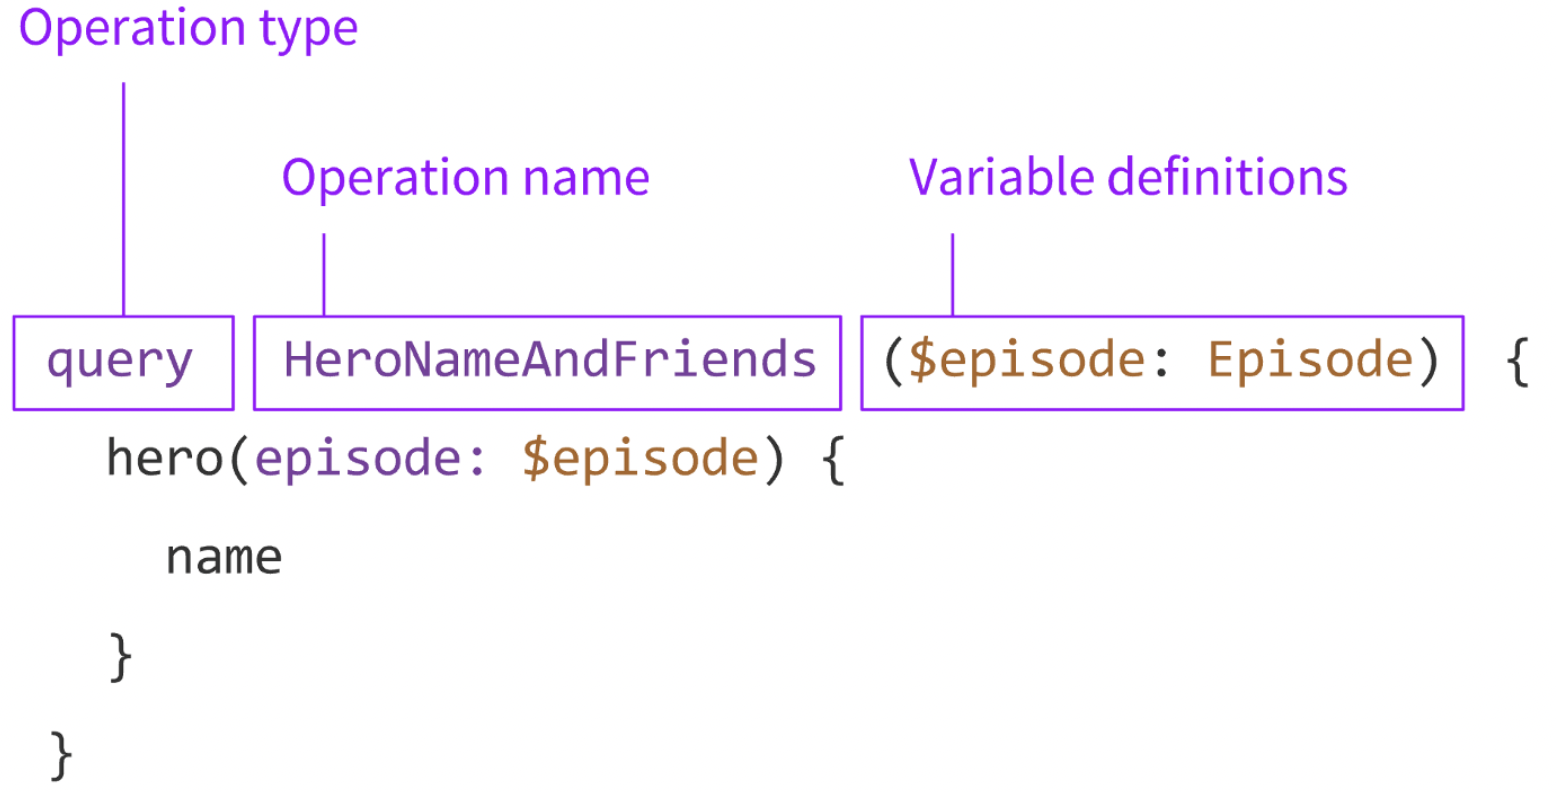 Operation type
Operation name
Variable definitions
query HeroNameAndFriends ($episode: Episode) {
hero(episode: $episode) {
name
}
}